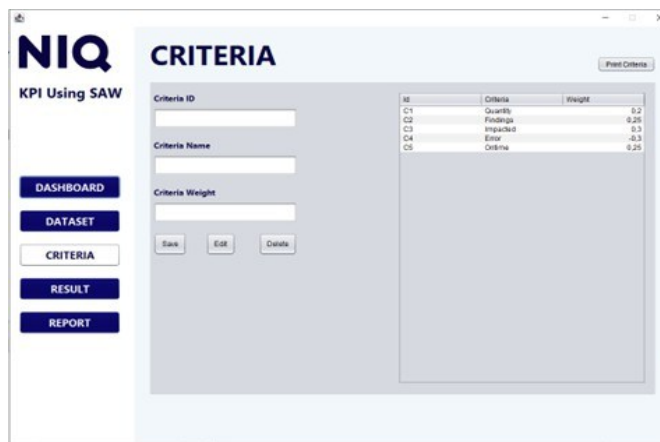 NIQ
KPI Using SAW
DASHBOARD
DATASET
CRITERIA
RESULT
REPORT
CRITERIA
Print Criteria
Criteria ID
Criteria Name
Criteria Weight
Save Edit Delete
Id Criteria Weight
C1 Quantity 0,2
C2 Findings 0,25
C3 Impacted 0,3
C4 Error -0,3
C5 Ontime 0,25